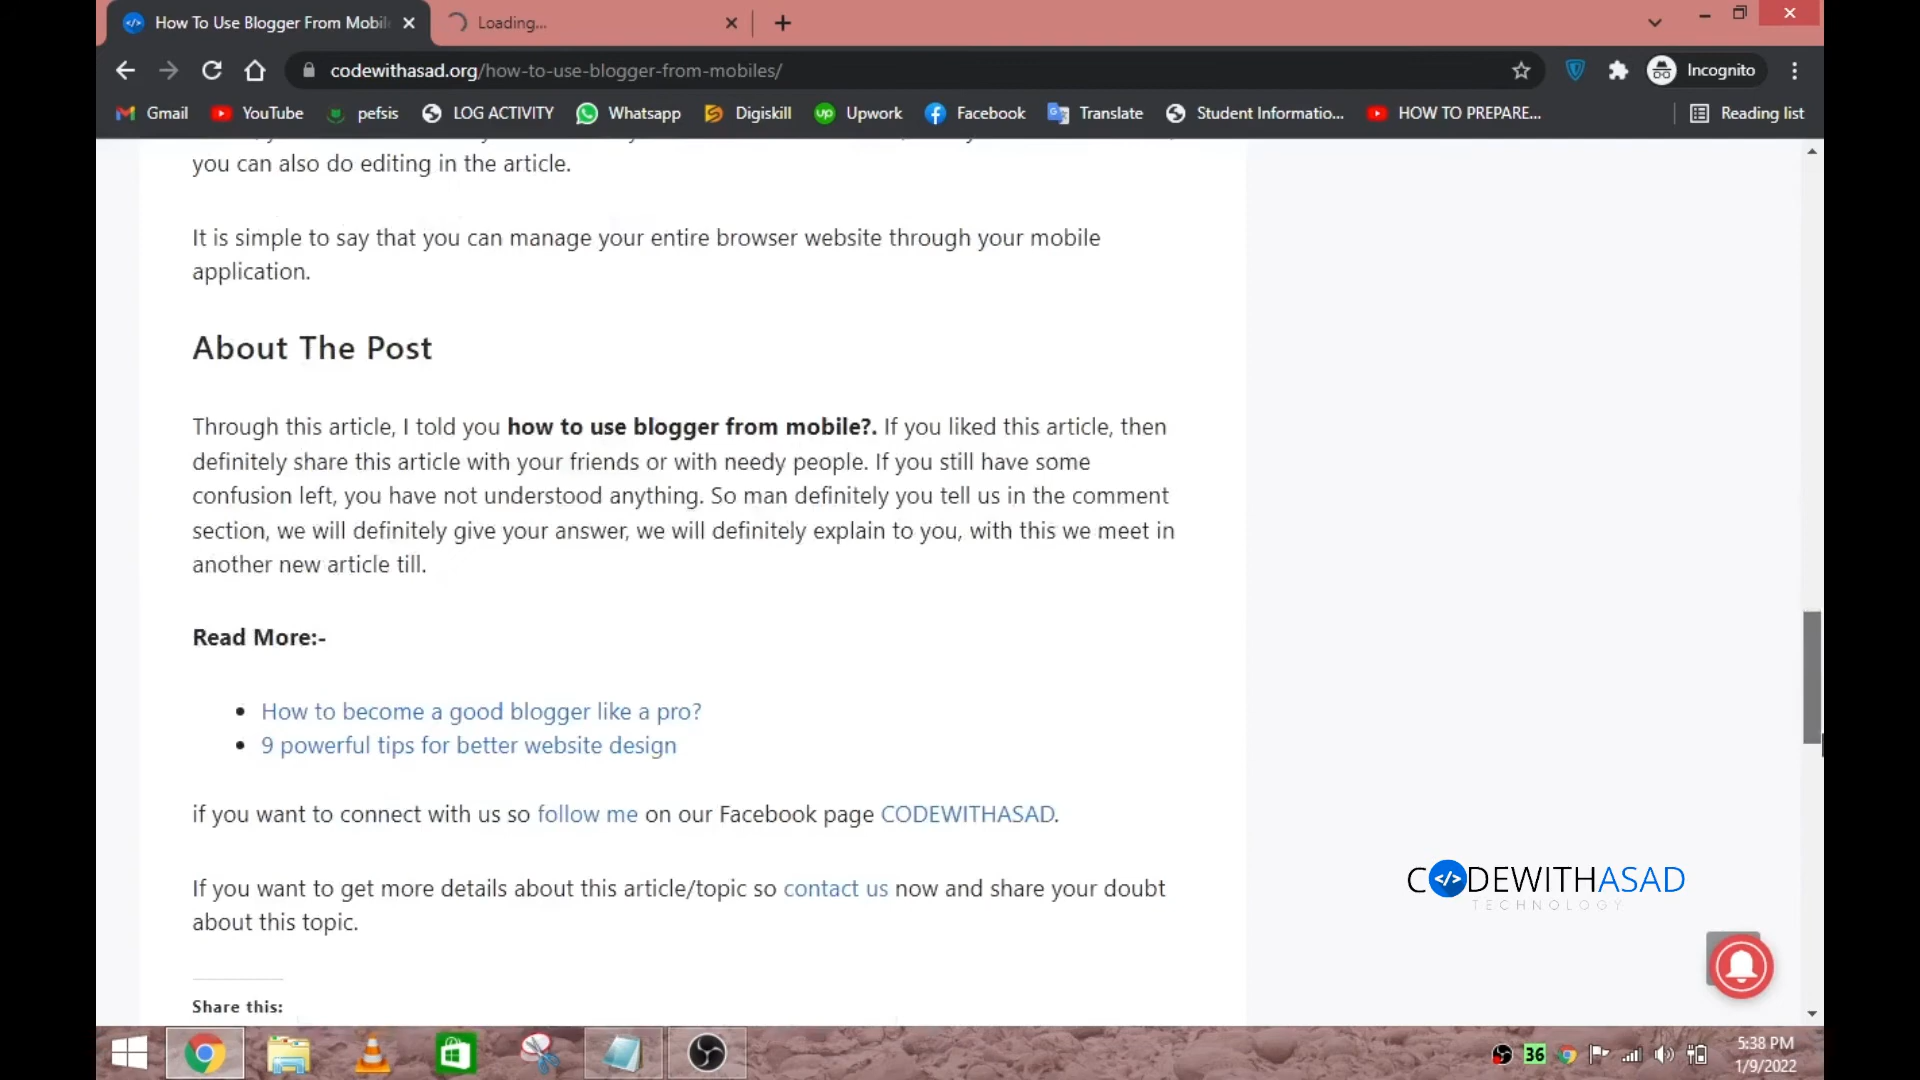 How To Use Blogger From Mobil
Loading...
codewithasad.org/how-to-use-blogger-from-mobiles/
Incognito
Gmail
YouTube
pefsis
LOG ACTIVITY
Whatsapp
Digiskill
Upwork
Facebook
Translate
Student Informatio...
HOW TO PREPARE...
Reading list
you can also do editing in the article.
It is simple to say that you can manage your entire browser website through your mobile
application.
About The Post
Through this article, I told you how to use blogger from mobile?. If you liked this article, then
definitely share this article with your friends or with needy people. If you still have some
confusion left, you have not understood anything. So man definitely you tell us in the comment
section, we will definitely give your answer, we will definitely explain to you, with this we meet in
another new article till.
Read More:-
How to become a good blogger like a pro?
9 powerful tips for better website design
if you want to connect with us so follow me on our Facebook page CODEWITHASAD.
If you want to get more details about this article/topic so contact us now and share your doubt
about this topic.
C</>DEWITHASAD
TECHNOLOGY
Share this:
up
36
5:38 PM
1/9/2022